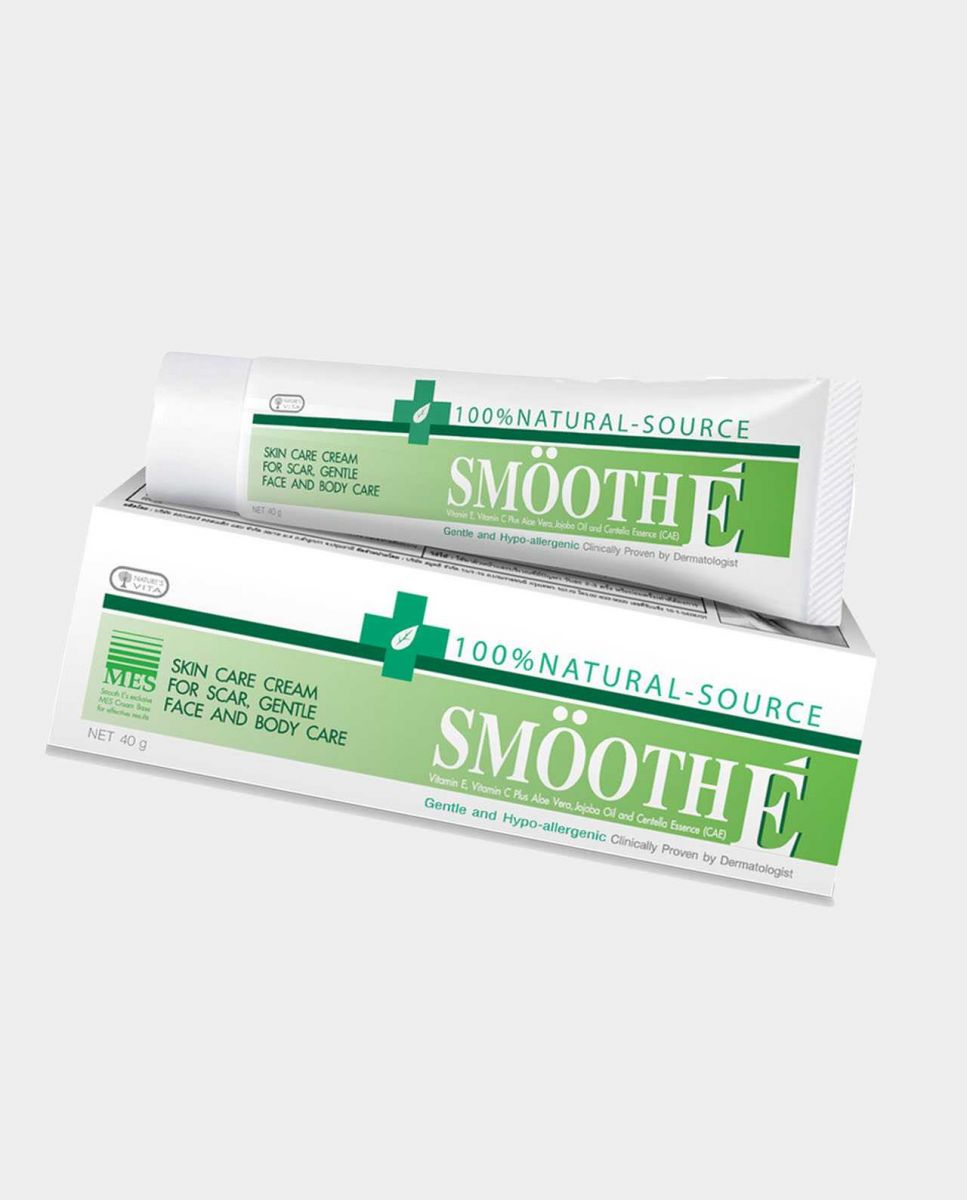 NATURE'S
VITA
100%NATURAL-SOURCE
SKIN CARE CREAM
FOR SCAR, GENTLE
FACE AND BODY CARE
SMÖOTH É
Vitamin E, Vitamin C Plus Aloe Vera, Jojoba Oil and Centella Essence (CAE)
NET 40 g
Gentle and Hypo-allergenic Clinically Proven by Dermatologist
NATURE'S
VITA
100%NATURAL-SOURCE
MES
Smooth E's exclusive
MES Cream Base
for effective results
SKIN CARE CREAM
FOR SCAR, GENTLE
FACE AND BODY CARE
SMÖOTH É
Vitamin E, Vitamin C Plus Aloe Vera, Jojoba Oil and Centella Essence (CAE)
NET 40 g
Gentle and Hypo-allergenic Clinically Proven by Dermatologist